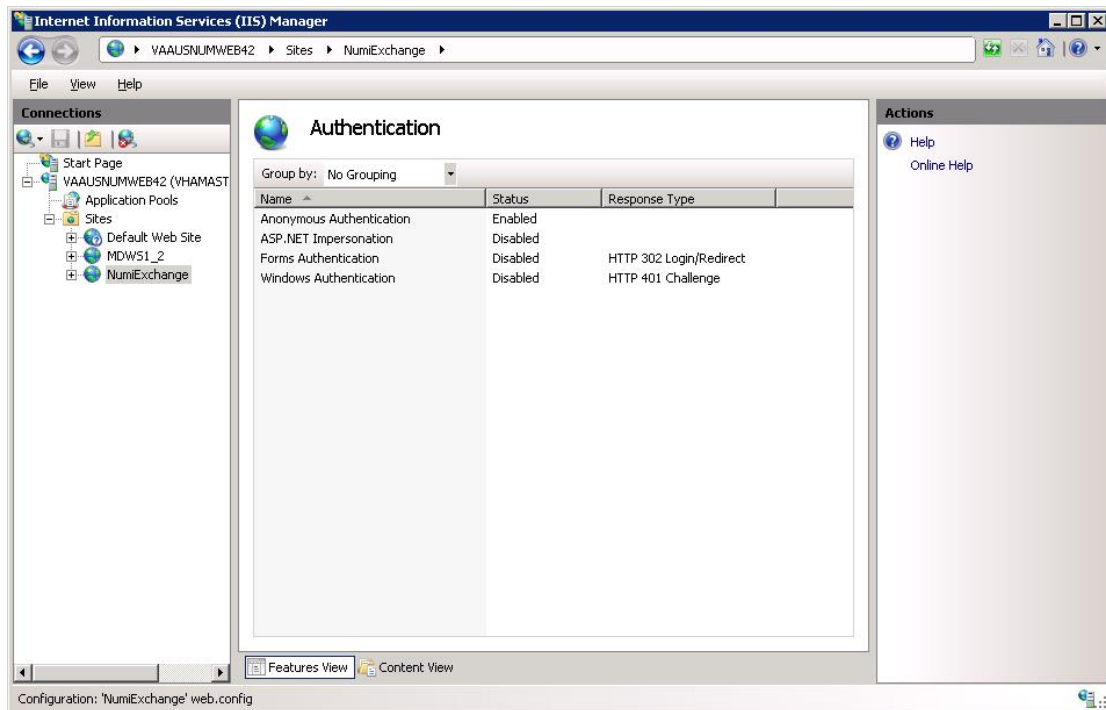 Internet Information Services (IIS) Manager
VAAUSNUMWEB42 Sites NumiExchange
File View Help
Connections
Start Page
VAAUSNUMWEB42 (VHAMAST
Application Pools
Sites
Default Web Site
MDWS1_2
NumiExchange
Authentication
Group by: No Grouping
Name Status Response Type
Anonymous Authentication Enabled
ASP.NET Impersonation Disabled
Forms Authentication Disabled HTTP 302 Login/Redirect
Windows Authentication Disabled HTTP 401 Challenge
Features View Content View
Actions
Help
Online Help
Configuration: 'NumiExchange' web.config